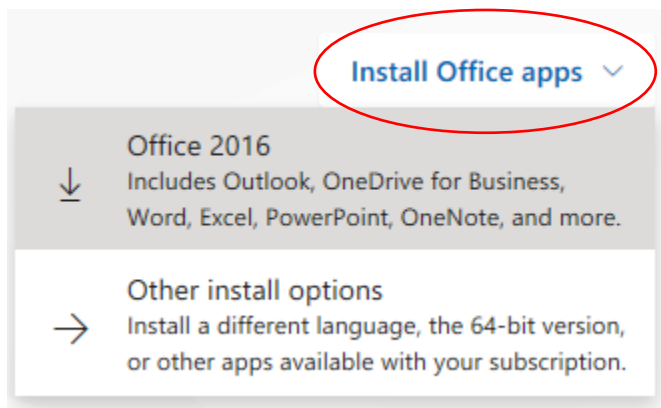 Install Office apps
Office 2016
Includes Outlook, OneDrive for Business,
Word, Excel, PowerPoint, OneNote, and more.
Other install options
Install a different language, the 64-bit version,
or other apps available with your subscription.